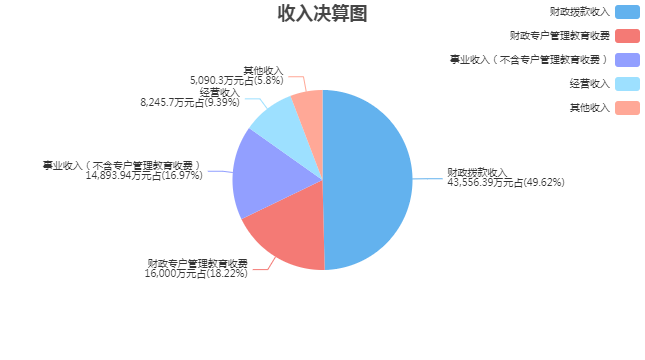 收入决算图
财政拨款收入
财政专户管理教育收费
事业收入（不含专户管理教育收费）
经营收入
其他收入
其他收入
5,090.3万元占(5.8%)
经营收入
8,245.7万元占(9.39%)
事业收入（不含专户管理教育收费）
14,893.94万元占(16.97%)
财政拨款收入
43,556.39万元占(49.62%)
财政专户管理教育收费
16,000万元占(18.22%)